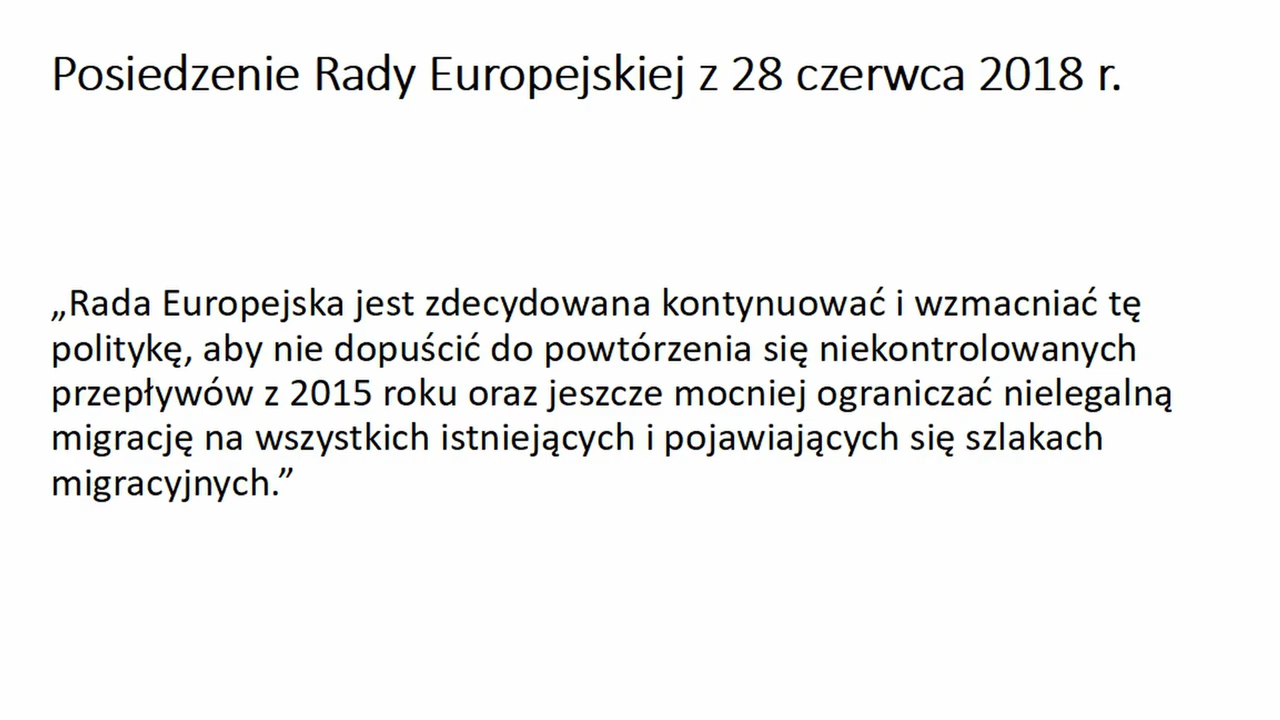 Posiedzenie Rady Europejskiej z 28 czerwca 2018 r.
„Rada Europejska jest zdecydowana kontynuować i wzmacniać tę
politykę, aby nie dopuścić do powtórzenia się niekontrolowanych
przepływów z 2015 roku oraz jeszcze mocniej ograniczać nielegalną
migrację na wszystkich istniejących i pojawiających się szlakach
migracyjnych.”